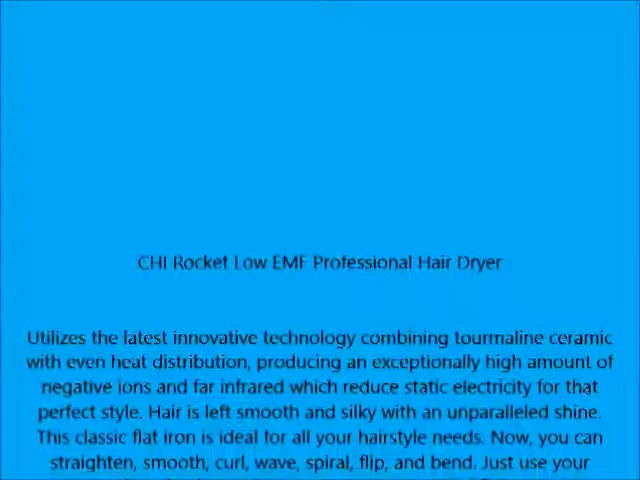 CHI Rocket Low EMF Professional Hair Dryer
Utilizes the latest innovative technology combining tourmaline ceramic
with even heat distribution, producing an exceptionally high amount of
negative ions and far infrared which reduce static electricity for that
perfect style. Hair is left smooth and silky with an unparalleled shine.
This classic flat iron is ideal for all your hairstyle needs. Now, you can
straighten, smooth, curl, wave, spiral, flip, and bend. Just use your